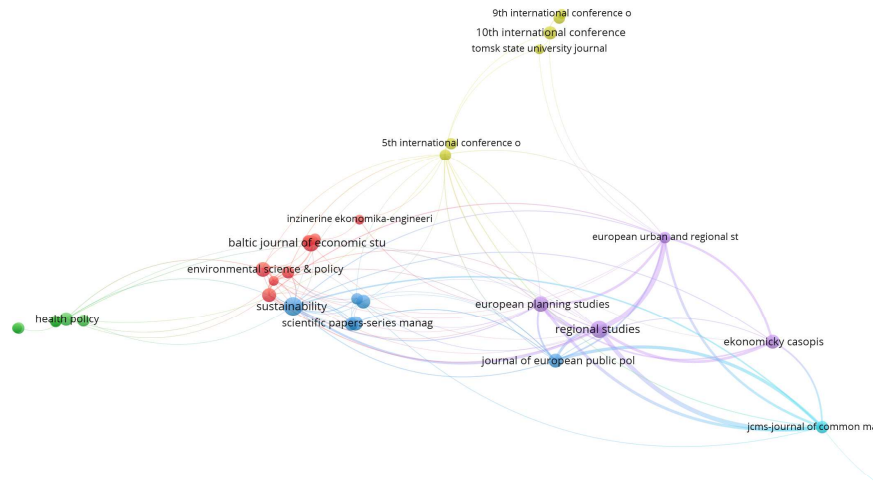 9th international conference o
10th international conference
tomsk state university journal
5th international conference o
inzinerine ekonomika-engineeri
baltic journal of economic stu
european urban and regional st
environmental science & policy
sustainability
european planning studies
health policy
scientific papers-series manag
regional studies
ekonomicky casopis
journal of european public pol
jcms-journal of common ma